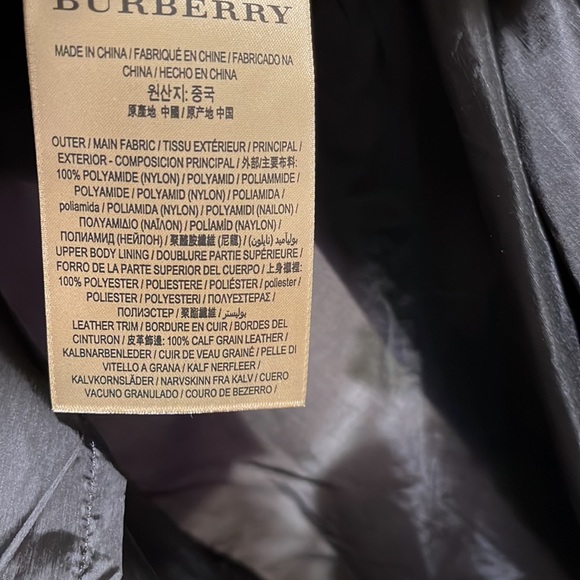 BURBERRY
MADE IN CHINA / FABRIQUÉ EN CHINE / FABRICADO NA
CHINA / HECHO EN CHINA
원산지: 중국
原產地 中國 / 原产地 中国
OUTER / MAIN FABRIC / TISSU EXTÉRIEUR / PRINCIPAL /
EXTERIOR - COMPOSICION PRINCIPAL / 外部/主要布料:
100% POLYAMIDE (NYLON) / POLYAMID / POLIAMMIDE /
POLYAMIDE / POLYAMID (NYLON) / POLIAMIDA /
poliamida / POLIAMIDA (NYLON) / POLIAMIDI (NAILON) /
ΠΟΛΥΑΜΙΔΙΟ (ΝΑΪΛΟΝ) / POLİAMİD (NAYLON) /
ПОЛИАМИД (НЕЙЛОН) / 聚醯胺纖維 (尼龍) / بوليأميد (نايلون) /
UPPER BODY LINING / DOUBLURE PARTIE SUPÉRIEURE /
FORRO DE LA PARTE SUPERIOR DEL CUERPO / 上身襯裡:
100% POLYESTER / POLIESTERE / POLIÉSTER / poliester /
POLIESTER / POLYESTERI / ΠΟΛΥΕΣΤΕΡΑΣ /
ПОЛИЭСТЕР / 聚酯纖維 / بوليستر
LEATHER TRIM / BORDURE EN CUIR / BORDES DEL
CINTURON / 皮革飾邊: 100% CALF GRAIN LEATHER /
KALBNARBENLEDER / CUIR DE VEAU GRAINÉ / PELLE DI
VITELLO A GRANA / KALF NERFLEER /
KALVKORNSLÄDER / NARVSKINN FRA KALV / CUERO
VACUNO GRANULADO / COURO DE BEZERRO /